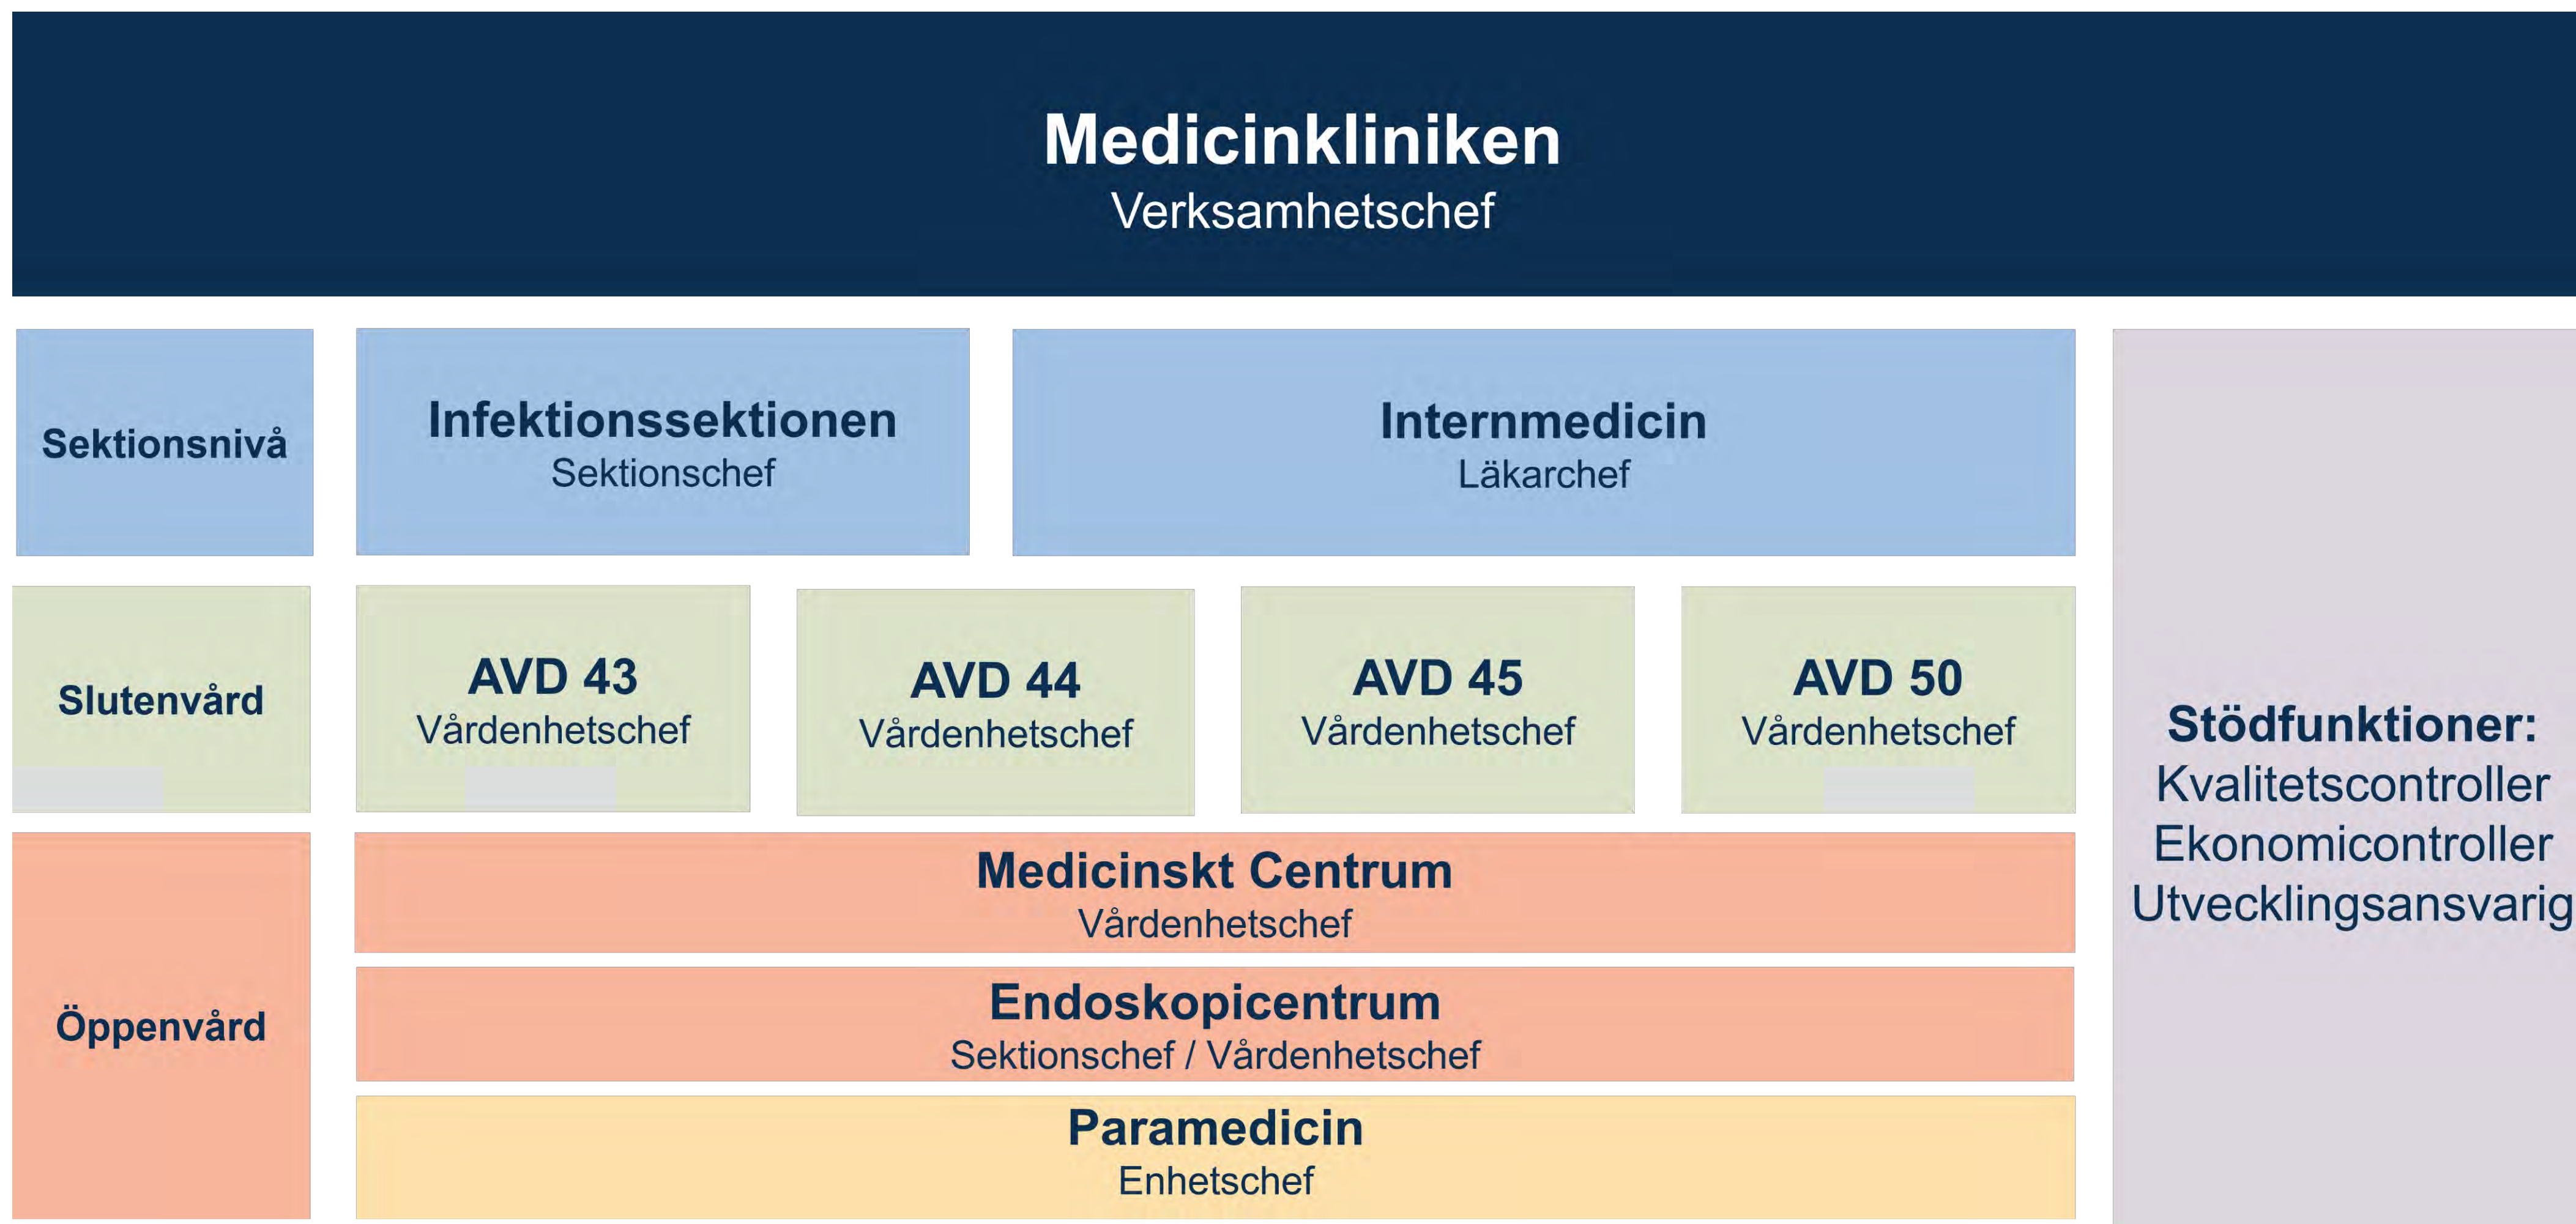 Medicinkliniken
Verksamhetschef
Sektionsnivå
Infektionssektionen
Sektionschef
Internmedicin
Läkarchef
Slutenvård
AVD 43
Vårdenhetschef
AVD 44
Vårdenhetschef
AVD 45
Vårdenhetschef
AVD 50
Vårdenhetschef
Öppenvård
Medicinskt Centrum
Vårdenhetschef
Endoskopicentrum
Sektionschef / Vårdenhetschef
Paramedicin
Enhetschef
Stödfunktioner:
Kvalitetscontroller
Ekonomicontroller
Utvecklingsansvarig